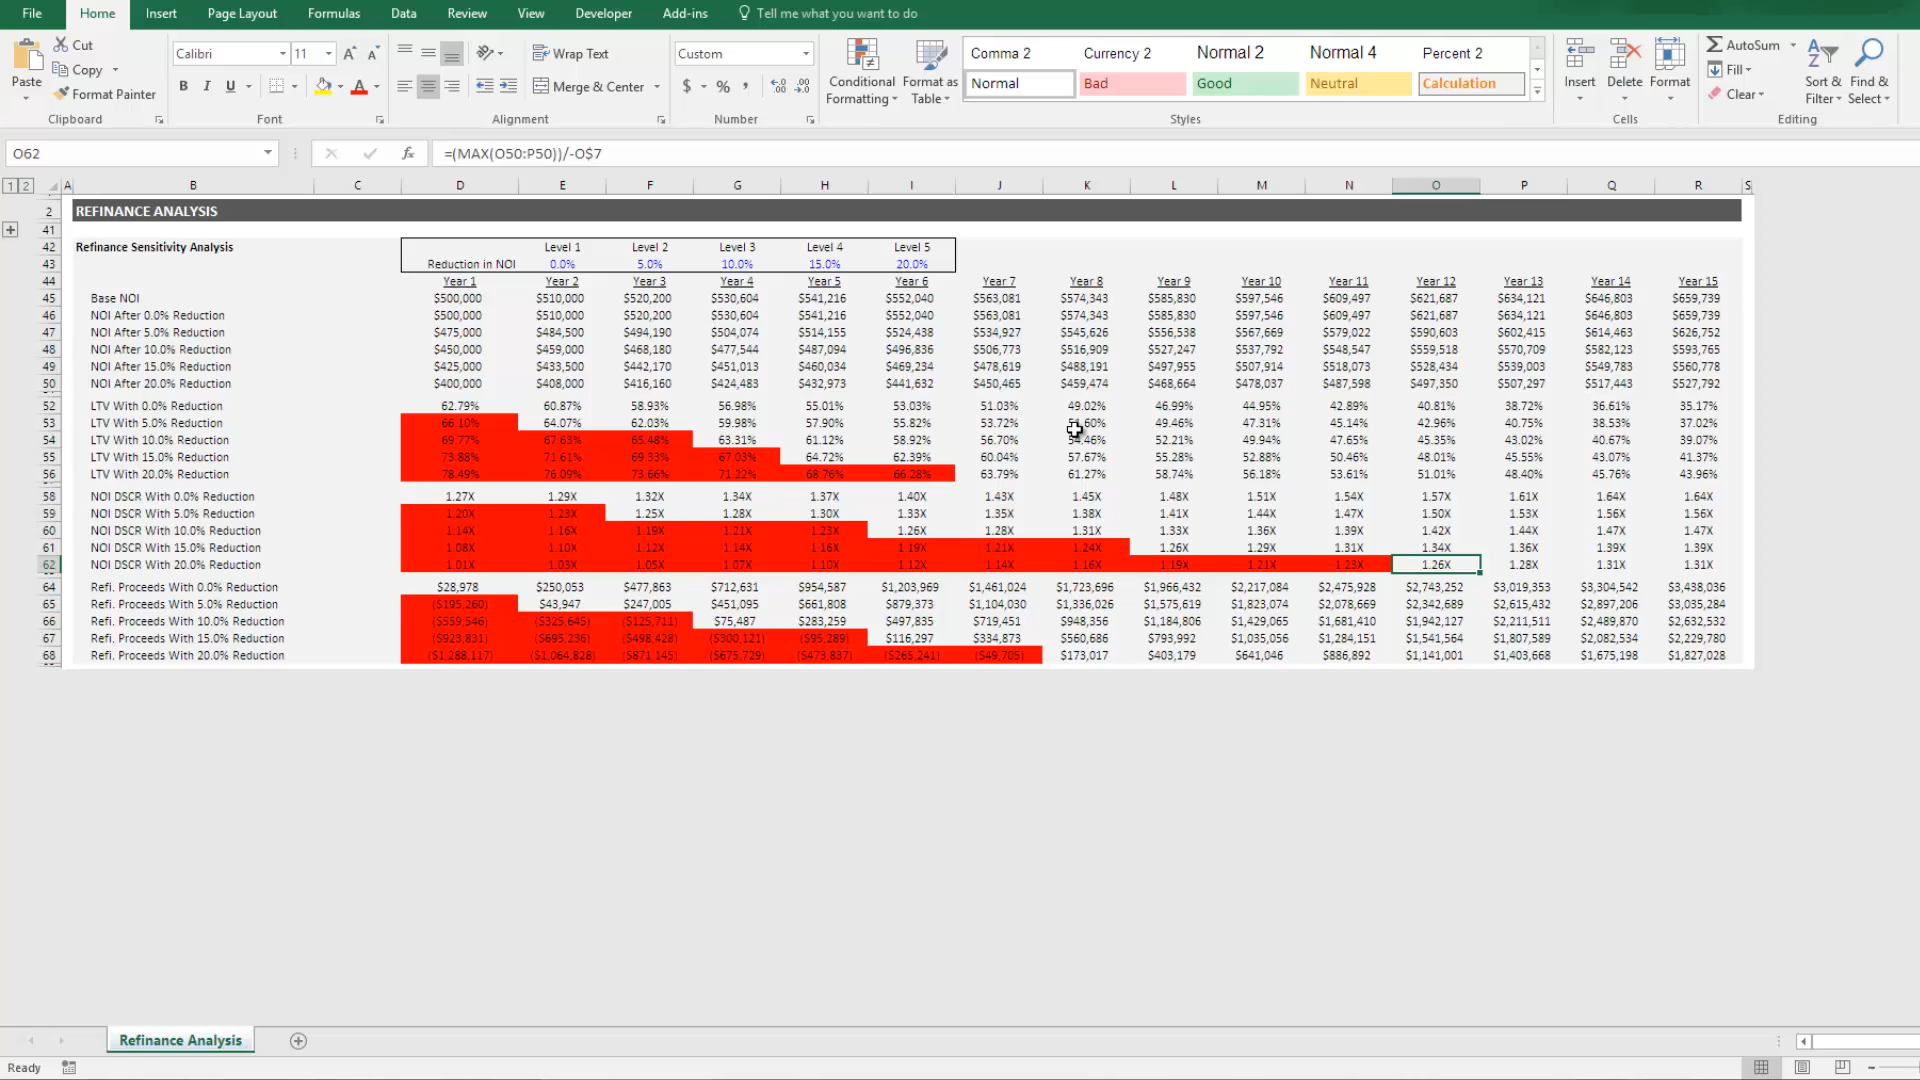 File Home Insert Page Layout Formulas Data Review View Developer Add-ins Tell me what you want to do
Paste Cut Copy Format Painter Clipboard
Calibri 11 A A B I U A Font
Wrap Text Merge & Center Alignment
Custom $ % , Number
Conditional Formatting Format as Table
Comma 2 Currency 2 Normal 2 Normal 4 Percent 2
Normal Bad Good Neutral Calculation
Styles
Insert Delete Format Cells
AutoSum Fill Clear Sort & Filter Find & Select Editing
O62 fx =(MAX(O50:P50))/-O$7
1 2 A B C D E F G H I J K L M N O P Q R S
2 REFINANCE ANALYSIS
41
42 Refinance Sensitivity Analysis Level 1 Level 2 Level 3 Level 4 Level 5
43 Reduction in NOI 0.0% 5.0% 10.0% 15.0% 20.0%
44 Year 1 Year 2 Year 3 Year 4 Year 5 Year 6 Year 7 Year 8 Year 9 Year 10 Year 11 Year 12 Year 13 Year 14 Year 15
45 Base NOI $500,000 $510,000 $520,200 $530,604 $541,216 $552,040 $563,081 $574,343 $585,830 $597,546 $609,497 $621,687 $634,121 $646,803 $659,739
46 NOI After 0.0% Reduction $500,000 $510,000 $520,200 $530,604 $541,216 $552,040 $563,081 $574,343 $585,830 $597,546 $609,497 $621,687 $634,121 $646,803 $659,739
47 NOI After 5.0% Reduction $475,000 $484,500 $494,190 $504,074 $514,155 $524,438 $534,927 $545,626 $556,538 $567,669 $579,022 $590,603 $602,415 $614,463 $626,752
48 NOI After 10.0% Reduction $450,000 $459,000 $468,180 $477,544 $487,094 $496,836 $506,773 $516,909 $527,247 $537,792 $548,547 $559,518 $570,709 $582,123 $593,765
49 NOI After 15.0% Reduction $425,000 $433,500 $442,170 $451,013 $460,034 $469,234 $478,619 $488,191 $497,955 $507,914 $518,073 $528,434 $539,003 $549,783 $560,778
50 NOI After 20.0% Reduction $400,000 $408,000 $416,160 $424,483 $432,973 $441,632 $450,465 $459,474 $468,664 $478,037 $487,598 $497,350 $507,297 $517,443 $527,792
52 LTV With 0.0% Reduction 62.79% 60.87% 58.93% 56.98% 55.01% 53.03% 51.03% 49.02% 46.99% 44.95% 42.89% 40.81% 38.72% 36.61% 35.17%
53 LTV With 5.0% Reduction 66.10% 64.07% 62.03% 59.98% 57.90% 55.82% 53.72% 49.46% 47.31% 45.14% 42.96% 40.75% 38.53% 37.02%
54 LTV With 10.0% Reduction 69.77% 67.63% 65.48% 63.31% 61.12% 58.92% 56.70% 54.46% 52.21% 49.94% 47.65% 45.35% 43.02% 40.67% 39.07%
55 LTV With 15.0% Reduction 73.88% 71.61% 69.33% 67.03% 64.72% 62.39% 60.04% 57.67% 55.28% 52.88% 50.46% 48.01% 45.55% 43.07% 41.37%
56 LTV With 20.0% Reduction 78.49% 76.09% 73.66% 71.22% 68.76% 66.28% 63.79% 61.27% 58.74% 56.18% 53.61% 51.01% 48.40% 45.76% 43.96%
58 NOI DSCR With 0.0% Reduction 1.27X 1.29X 1.32X 1.34X 1.37X 1.40X 1.43X 1.45X 1.48X 1.51X 1.54X 1.57X 1.61X 1.64X 1.64X
59 NOI DSCR With 5.0% Reduction 1.20X 1.23X 1.25X 1.28X 1.30X 1.33X 1.35X 1.38X 1.41X 1.44X 1.47X 1.50X 1.53X 1.56X 1.56X
60 NOI DSCR With 10.0% Reduction 1.14X 1.16X 1.19X 1.21X 1.23X 1.26X 1.28X 1.31X 1.33X 1.36X 1.39X 1.42X 1.44X 1.47X 1.47X
61 NOI DSCR With 15.0% Reduction 1.08X 1.10X 1.12X 1.14X 1.16X 1.19X 1.21X 1.24X 1.26X 1.29X 1.31X 1.34X 1.36X 1.39X 1.39X
62 NOI DSCR With 20.0% Reduction 1.01X 1.03X 1.05X 1.07X 1.10X 1.12X 1.14X 1.16X 1.19X 1.21X 1.23X 1.26X 1.28X 1.31X 1.31X
64 Refi. Proceeds With 0.0% Reduction $28,978 $250,053 $477,863 $712,631 $954,587 $1,203,969 $1,461,024 $1,723,696 $1,966,432 $2,217,084 $2,475,928 $2,743,252 $3,019,353 $3,304,542 $3,438,036
65 Refi. Proceeds With 5.0% Reduction ($195,260) $43,947 $247,005 $451,095 $661,808 $879,373 $1,104,030 $1,336,026 $1,575,619 $1,823,074 $2,078,669 $2,342,689 $2,615,432 $2,897,206 $3,035,284
66 Refi. Proceeds With 10.0% Reduction ($559,546) ($325,645) ($125,711) $75,487 $283,259 $497,835 $719,451 $948,356 $1,184,806 $1,429,065 $1,681,410 $1,942,127 $2,211,511 $2,489,870 $2,632,532
67 Refi. Proceeds With 15.0% Reduction ($923,831) ($695,236) ($498,428) ($300,121) ($95,289) $116,297 $334,873 $560,686 $793,992 $1,035,056 $1,284,151 $1,541,564 $1,807,589 $2,082,534 $2,229,780
68 Refi. Proceeds With 20.0% Reduction ($1,288,117) ($1,064,828) ($871,145) ($675,729) ($473,837) ($265,241) ($49,705) $173,017 $403,179 $641,046 $886,892 $1,141,001 $1,403,668 $1,675,198 $1,827,028
Refinance Analysis
Ready